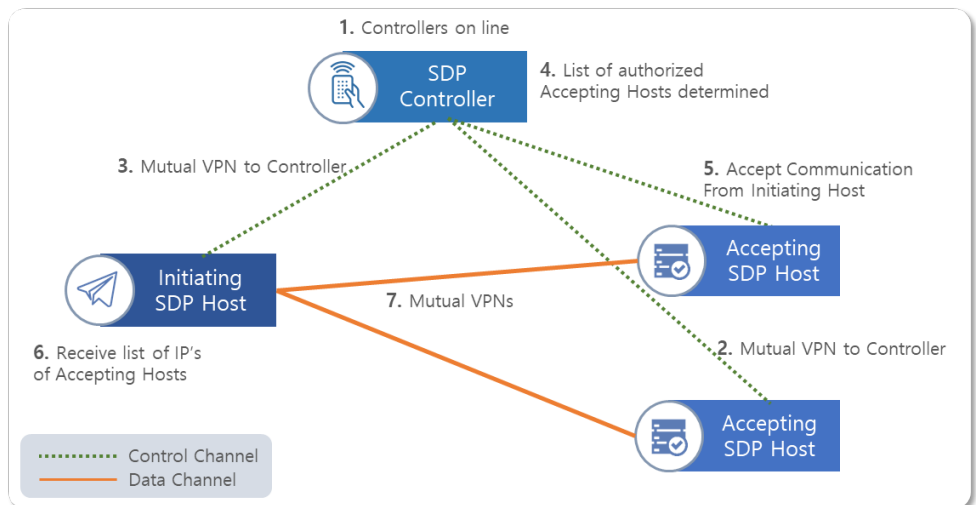 1. Controllers on line
SDP
Controller
4. List of authorized
Accepting Hosts determined
3. Mutual VPN to Controller
5. Accept Communication
From Initiating Host
Accepting
SDP Host
Initiating
SDP Host
7. Mutual VPNs
6. Receive list of IP's
of Accepting Hosts
2. Mutual VPN to Controller
Accepting
SDP Host
Control Channel
Data Channel